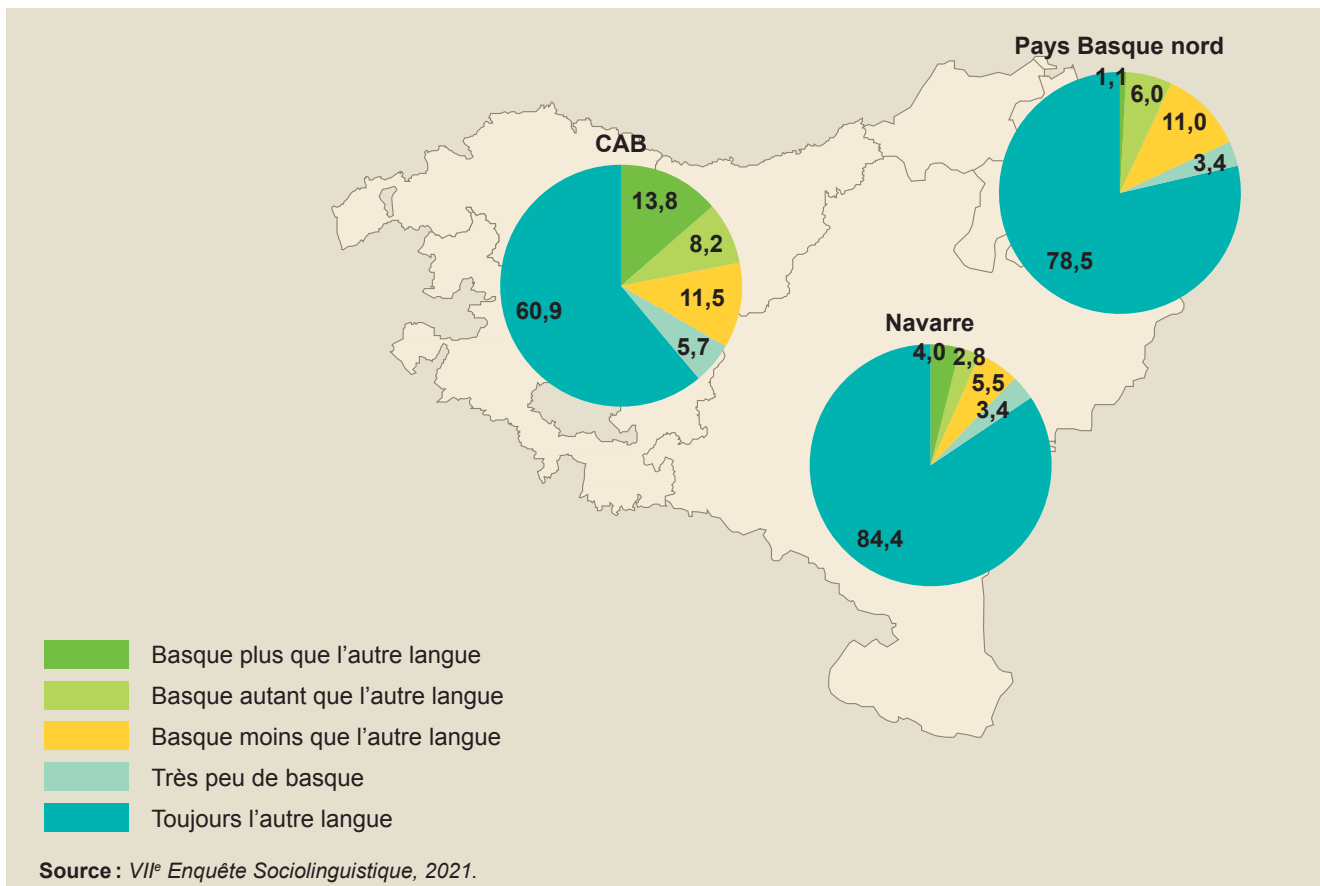 Pays Basque nord
1,1
6,0
11,0
3,4
78,5
CAB
13,8
8,2
11,5
5,7
60,9
Navarre
4,0
2,8
5,5
3,4
84,4
Basque plus que l’autre langue
Basque autant que l’autre langue
Basque moins que l’autre langue
Très peu de basque
Toujours l’autre langue
Source : VIIe Enquête Sociolinguistique, 2021.